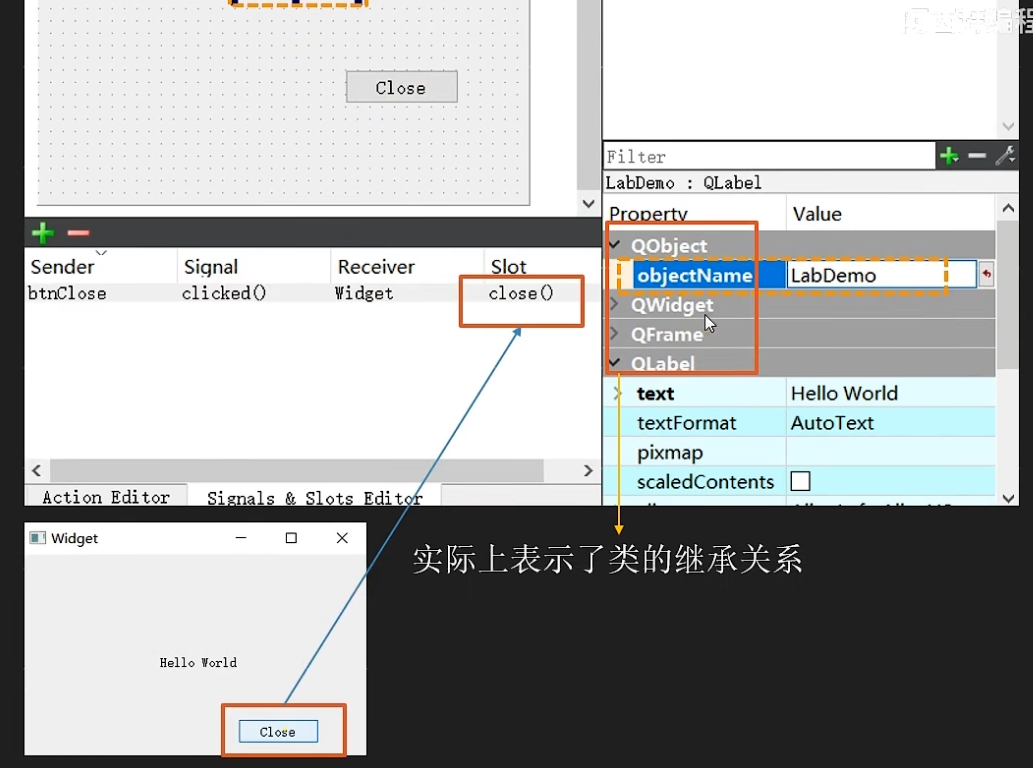 Close
Filter
LabDemo : QLabel
Property Value
QObject
objectName LabDemo
QWidget
QFrame
QLabel
text Hello World
textFormat AutoText
pixmap
scaledContents
Sender Signal Receiver Slot
btnClose clicked() Widget close()
Action Editor Signals & Slots Editor
Widget
Hello World
Close
实际上表示了类的继承关系